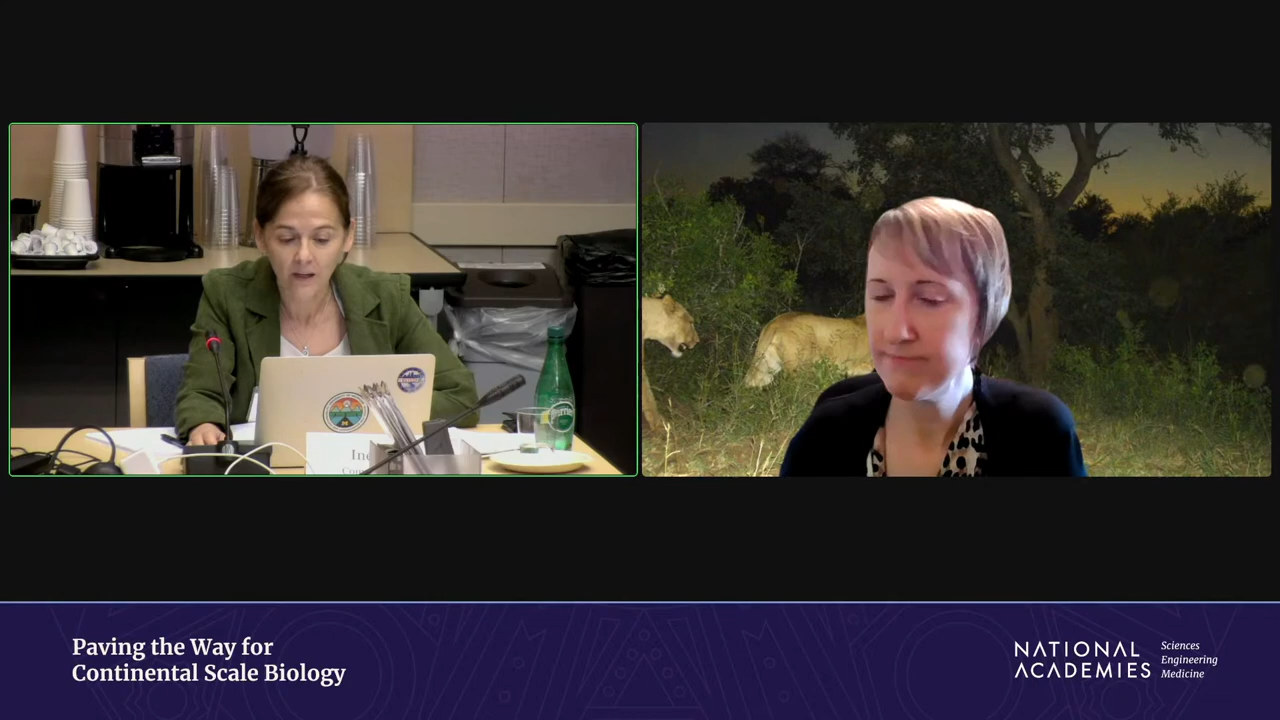 Paving the Way for
Continental Scale Biology
NATIONAL
ACADEMIES
Sciences
Engineering
Medicine